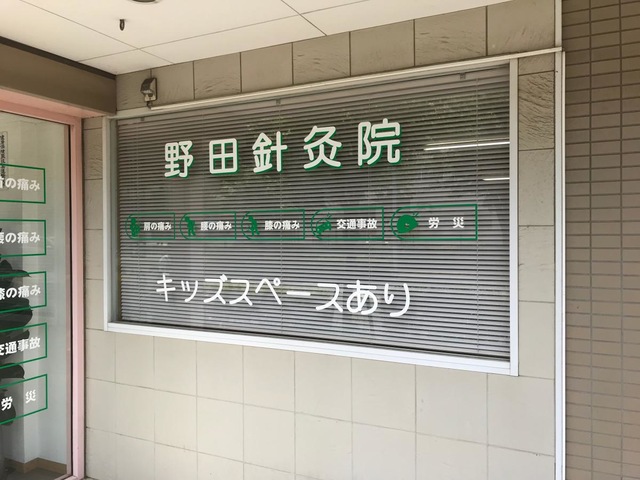 野田針灸院
肩の痛み 腰の痛み 膝の痛み 交通事故 労災
キッズスペースあり
の痛み
の痛み
膝の痛み
交通事故
労災